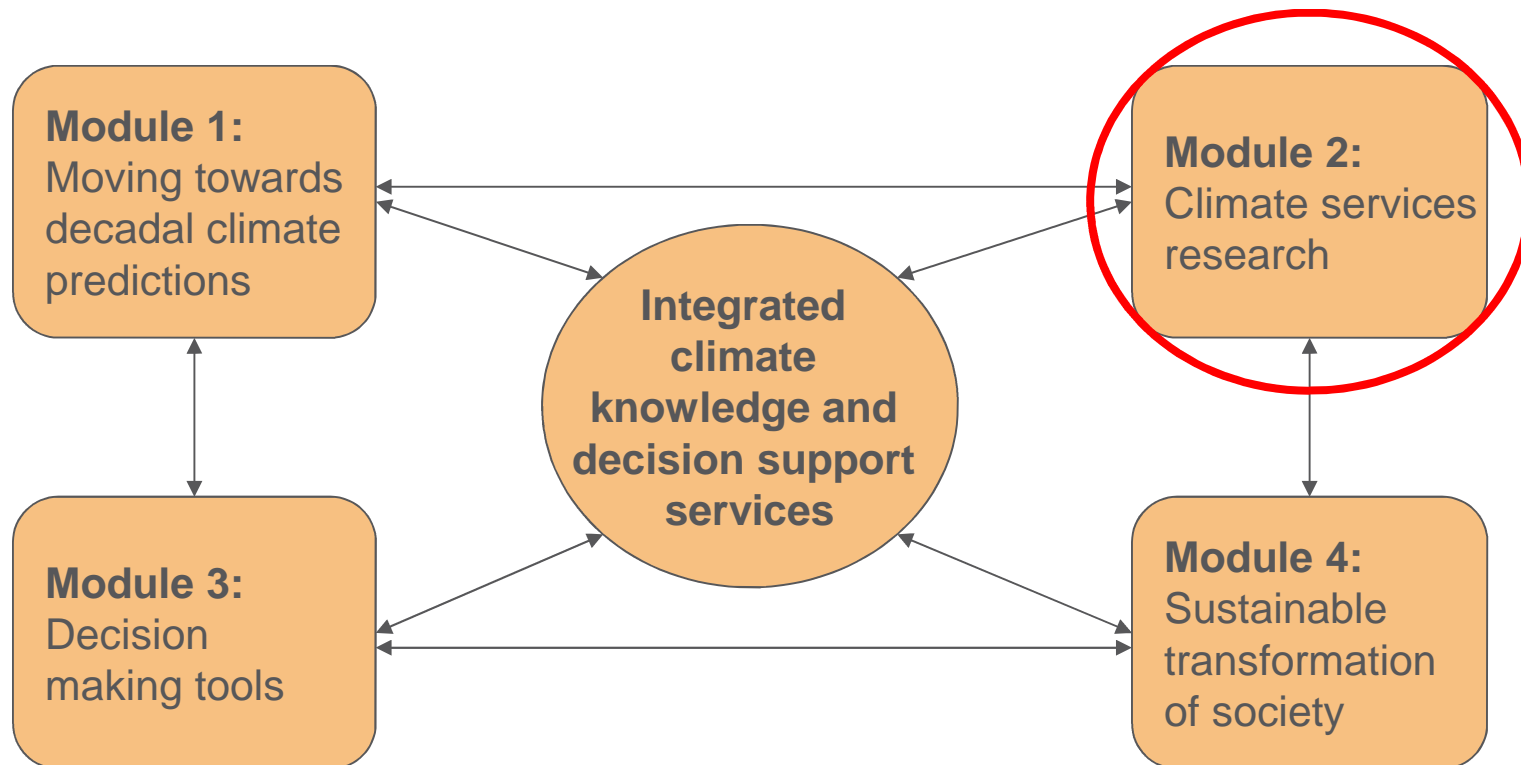 Module 1:
Moving towards
decadal climate
predictions
Module 2:
Climate services
research
Integrated
climate
knowledge and
decision support
services
Module 3:
Decision
making tools
Module 4:
Sustainable
transformation
of society